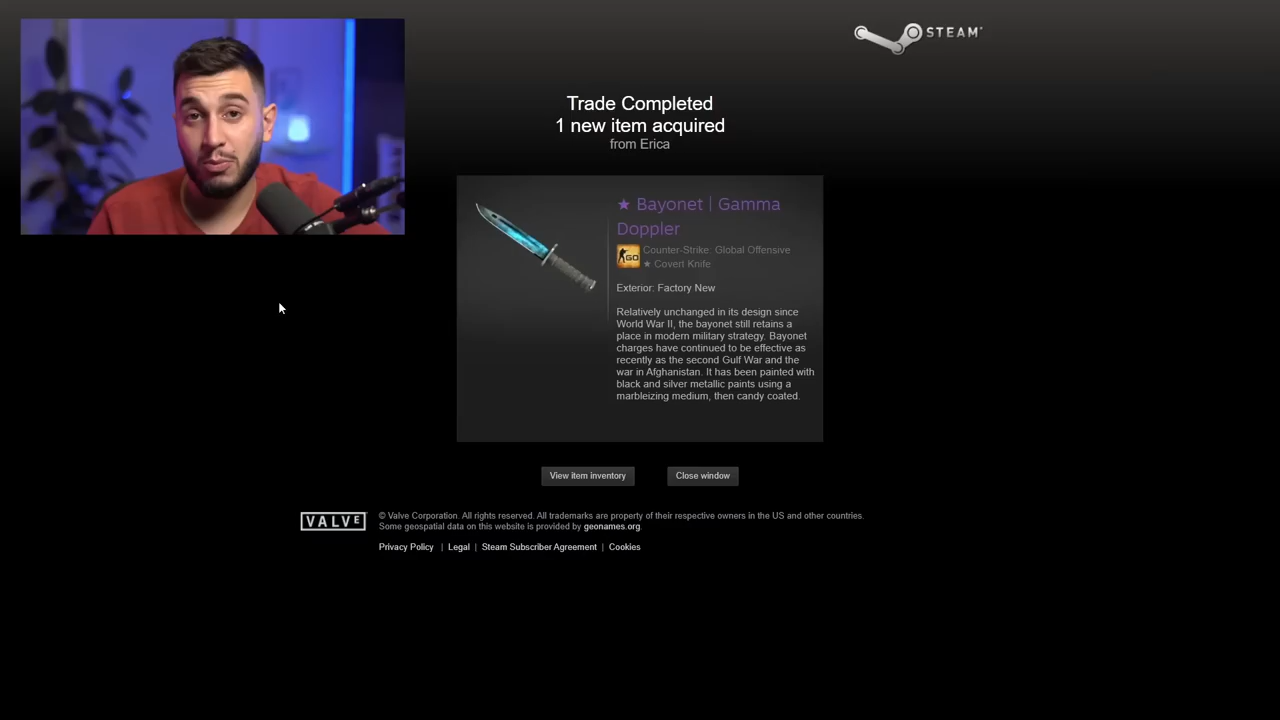 STEAM
Trade Completed
1 new item acquired
from Erica
★ Bayonet | Gamma
Doppler
GO
Counter-Strike: Global Offensive
★ Covert Knife
Exterior: Factory New
Relatively unchanged in its design since
World War II, the bayonet still retains a
place in modern military strategy. Bayonet
charges have continued to be effective as
recently as the second Gulf War and the
war in Afghanistan. It has been painted with
black and silver metallic paints using a
marbleizing medium, then candy coated.
View item inventory
Close window
VALVE
© Valve Corporation. All rights reserved. All trademarks are property of their respective owners in the US and other countries.
Some geospatial data on this website is provided by geonames.org.
Privacy Policy | Legal | Steam Subscriber Agreement | Cookies